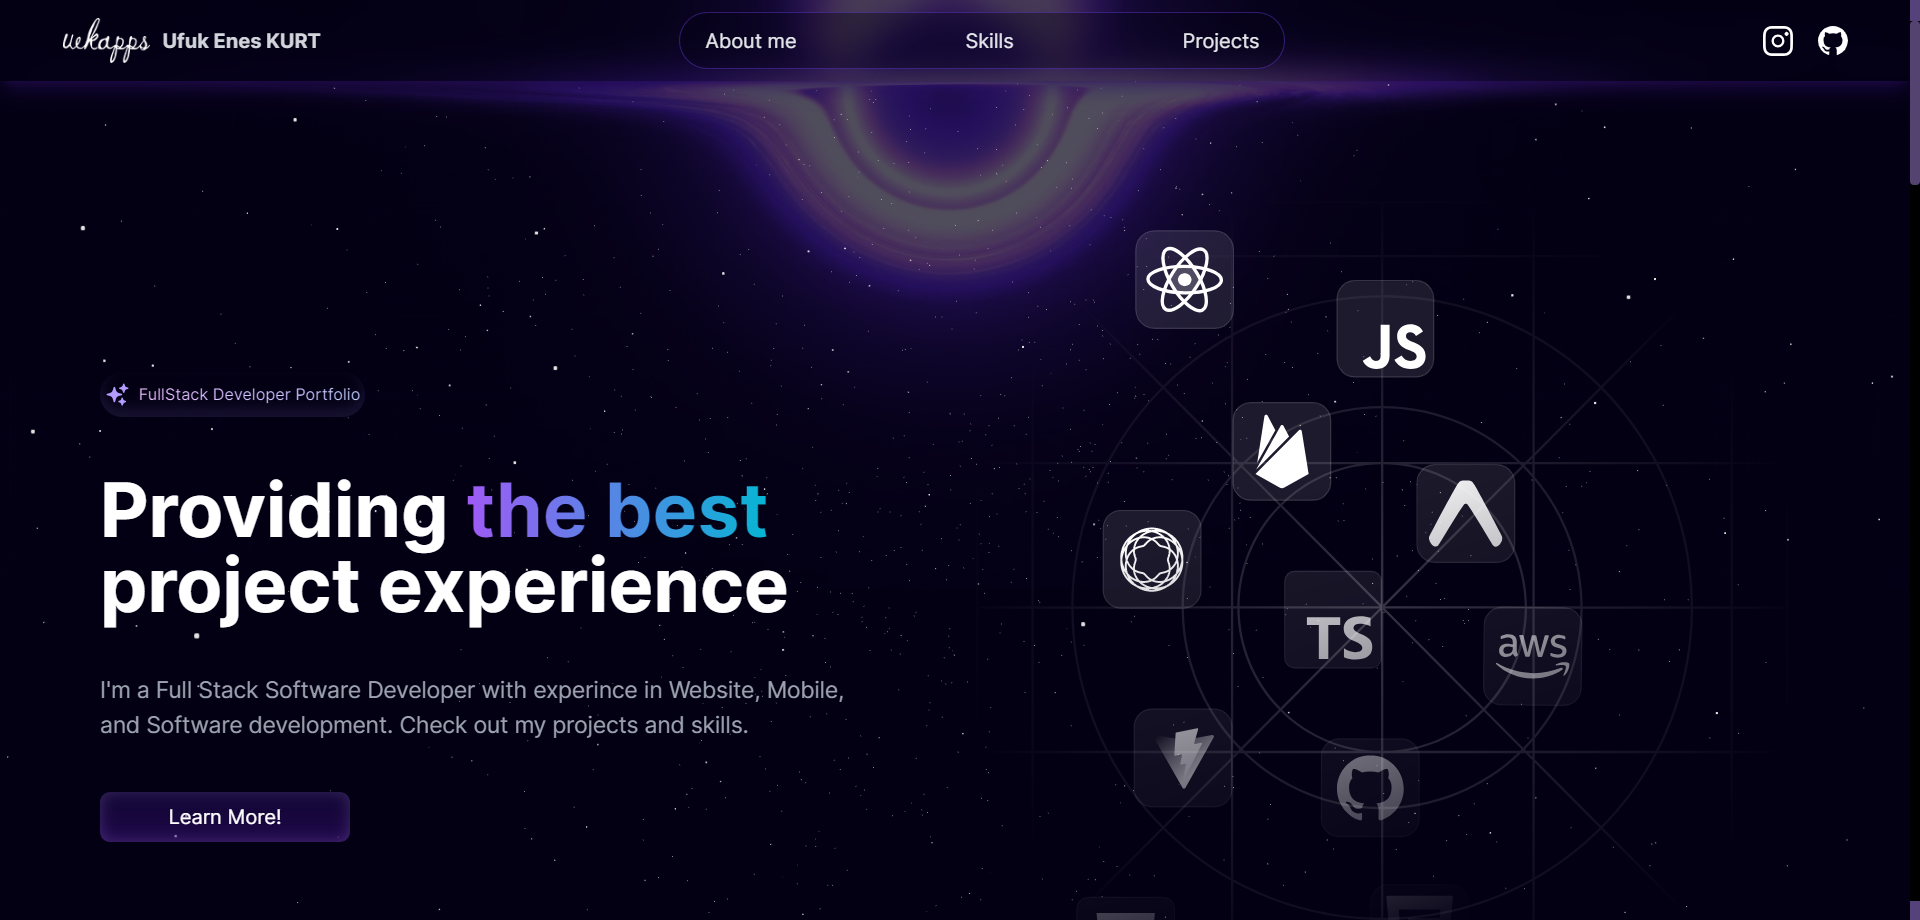 uekapps Ufuk Enes KURT
About me Skills Projects
JS
FullStack Developer Portfolio
Providing the best
project experience
TS
aws
I'm a Full Stack Software Developer with experince in Website, Mobile,
and Software development. Check out my projects and skills.
Learn More!